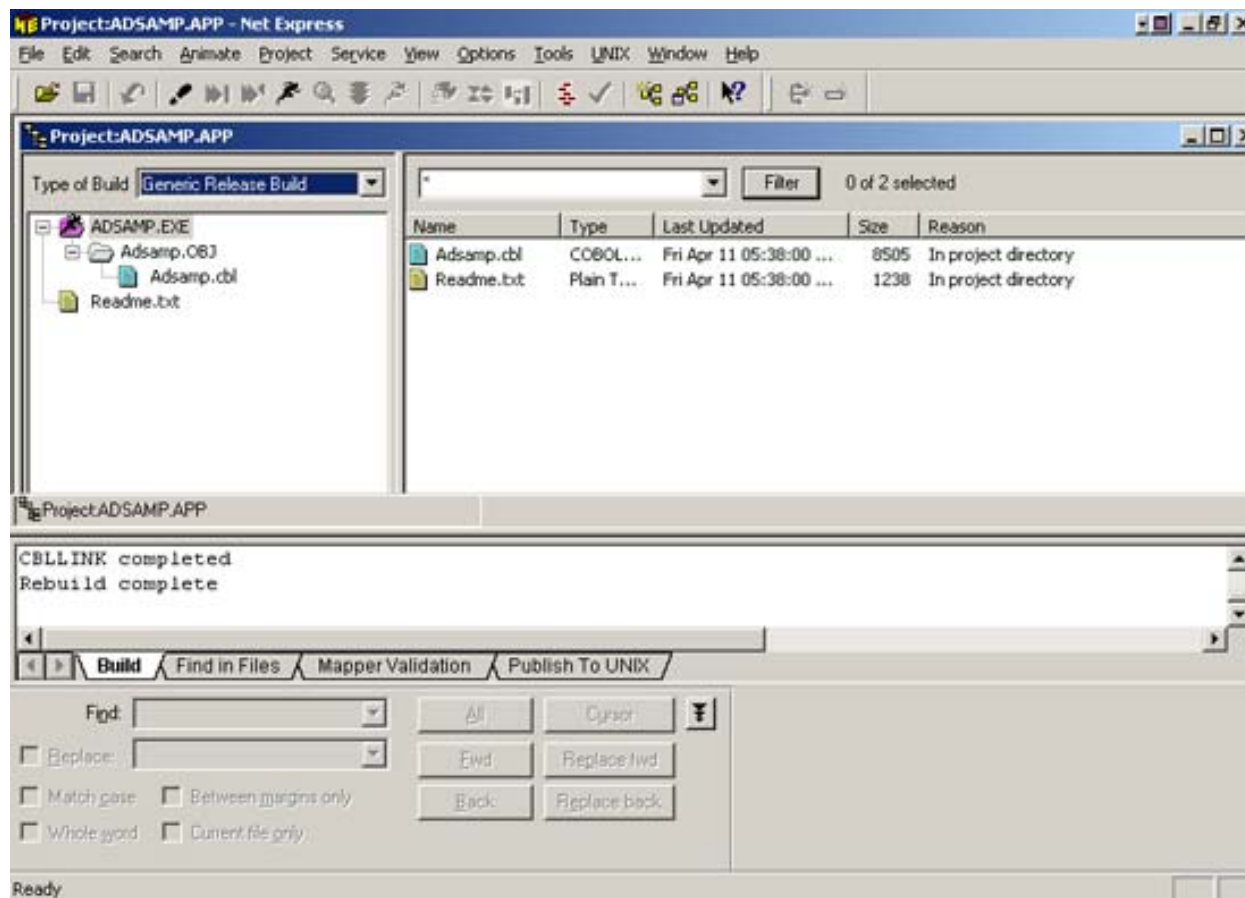 Project:ADSAMP.APP - Net Express
File Edit Search Animate Project Service View Options Tools UNIX Window Help
Project:ADSAMP.APP
Type of Build Generic Release Build
* Filter 0 of 2 selected
ADSAMP.EXE
Adsamp.OBJ
Adsamp.cbl
Readme.txt
Name Type Last Updated Size Reason
Adsamp.cbl COBOL... Fri Apr 11 05:38:00 ... 8505 In project directory
Readme.txt Plain T... Fri Apr 11 05:38:00 ... 1238 In project directory
Project:ADSAMP.APP
CBLLINK completed
Rebuild complete
Build Find in Files Mapper Validation Publish To UNIX
Find: All Cursor
Replace: Fwd Replace fwd
Match case Between margins only Back Replace back
Whole word Current file only
Ready